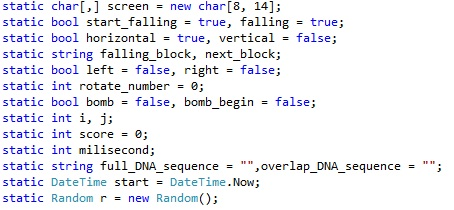 static char[,] screen = new char[8, 14];
static bool start_falling = true, falling = true;
static bool horizontal = true, vertical = false;
static string falling_block, next_block;
static bool left = false, right = false;
static int rotate_number = 0;
static bool bomb = false, bomb_begin = false;
static int i, j;
static int score = 0;
static int milisecond;
static string full_DNA_sequence = "",overlap_DNA_sequence = "";
static DateTime start = DateTime.Now;
static Random r = new Random();